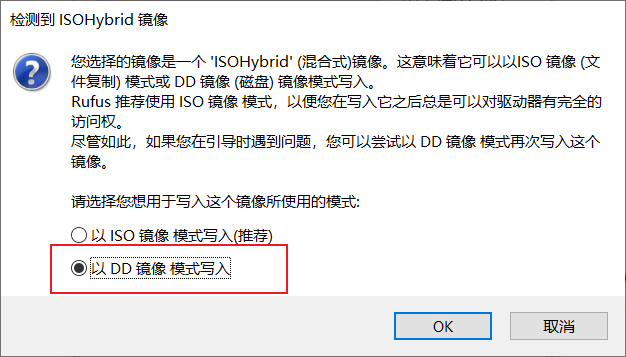 检测到 ISOHybrid 镜像
您选择的镜像是一个 'ISOHybrid' (混合式)镜像。这意味着它可以以ISO 镜像 (文
件复制) 模式或 DD 镜像 (磁盘) 镜像模式写入。
Rufus 推荐使用 ISO 镜像 模式，以便您在写入它之后总是可以对驱动器有完全的
访问权。
尽管如此，如果您在引导时遇到问题，您可以尝试以 DD 镜像 模式再次写入这个
镜像。
请选择您想用于写入这个镜像所使用的模式:
以 ISO 镜像 模式写入(推荐)
以 DD 镜像 模式写入
OK
取消